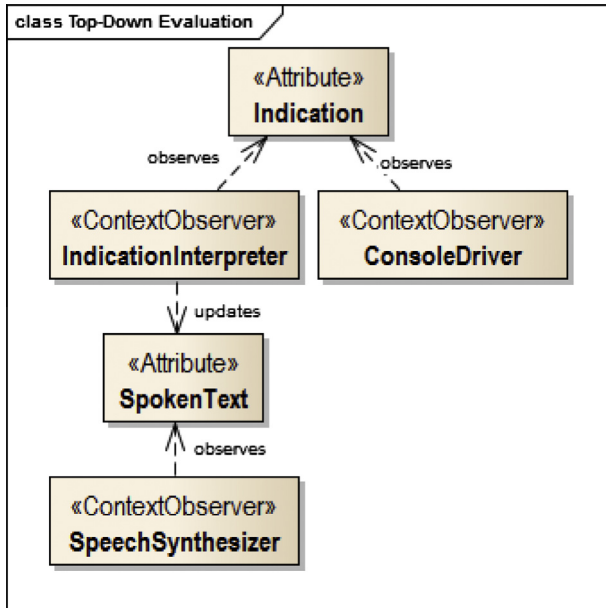 class Top-Down Evaluation
«Attribute»
Indication
observes
observes
«ContextObserver»
IndicationInterpreter
«ContextObserver»
ConsoleDriver
updates
«Attribute»
SpokenText
observes
«ContextObserver»
SpeechSynthesizer